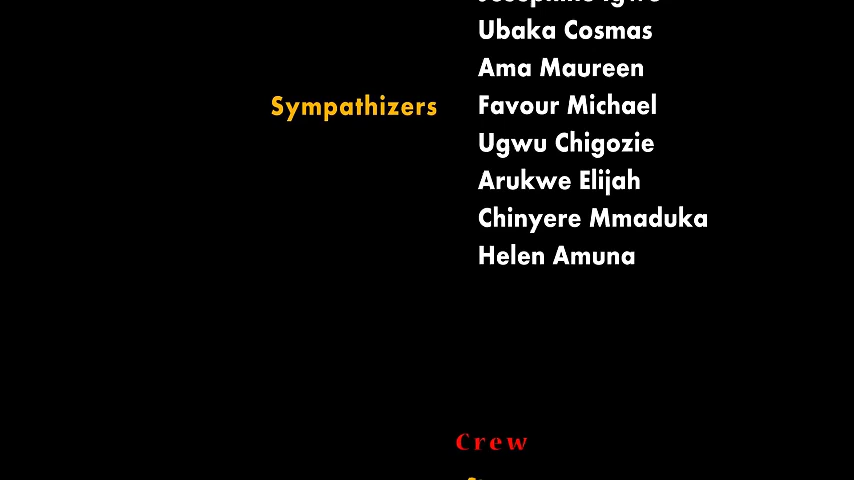 Ubaka Cosmas
Ama Maureen
Sympathizers Favour Michael
Ugwu Chigozie
Arukwe Elijah
Chinyere Mmaduka
Helen Amuna
Crew